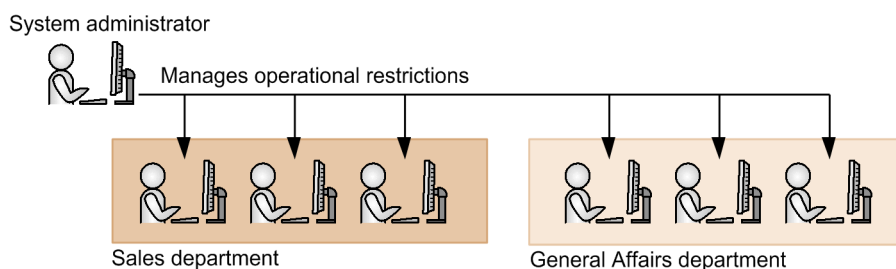 System administrator
Manages operational restrictions
Sales department
General Affairs department